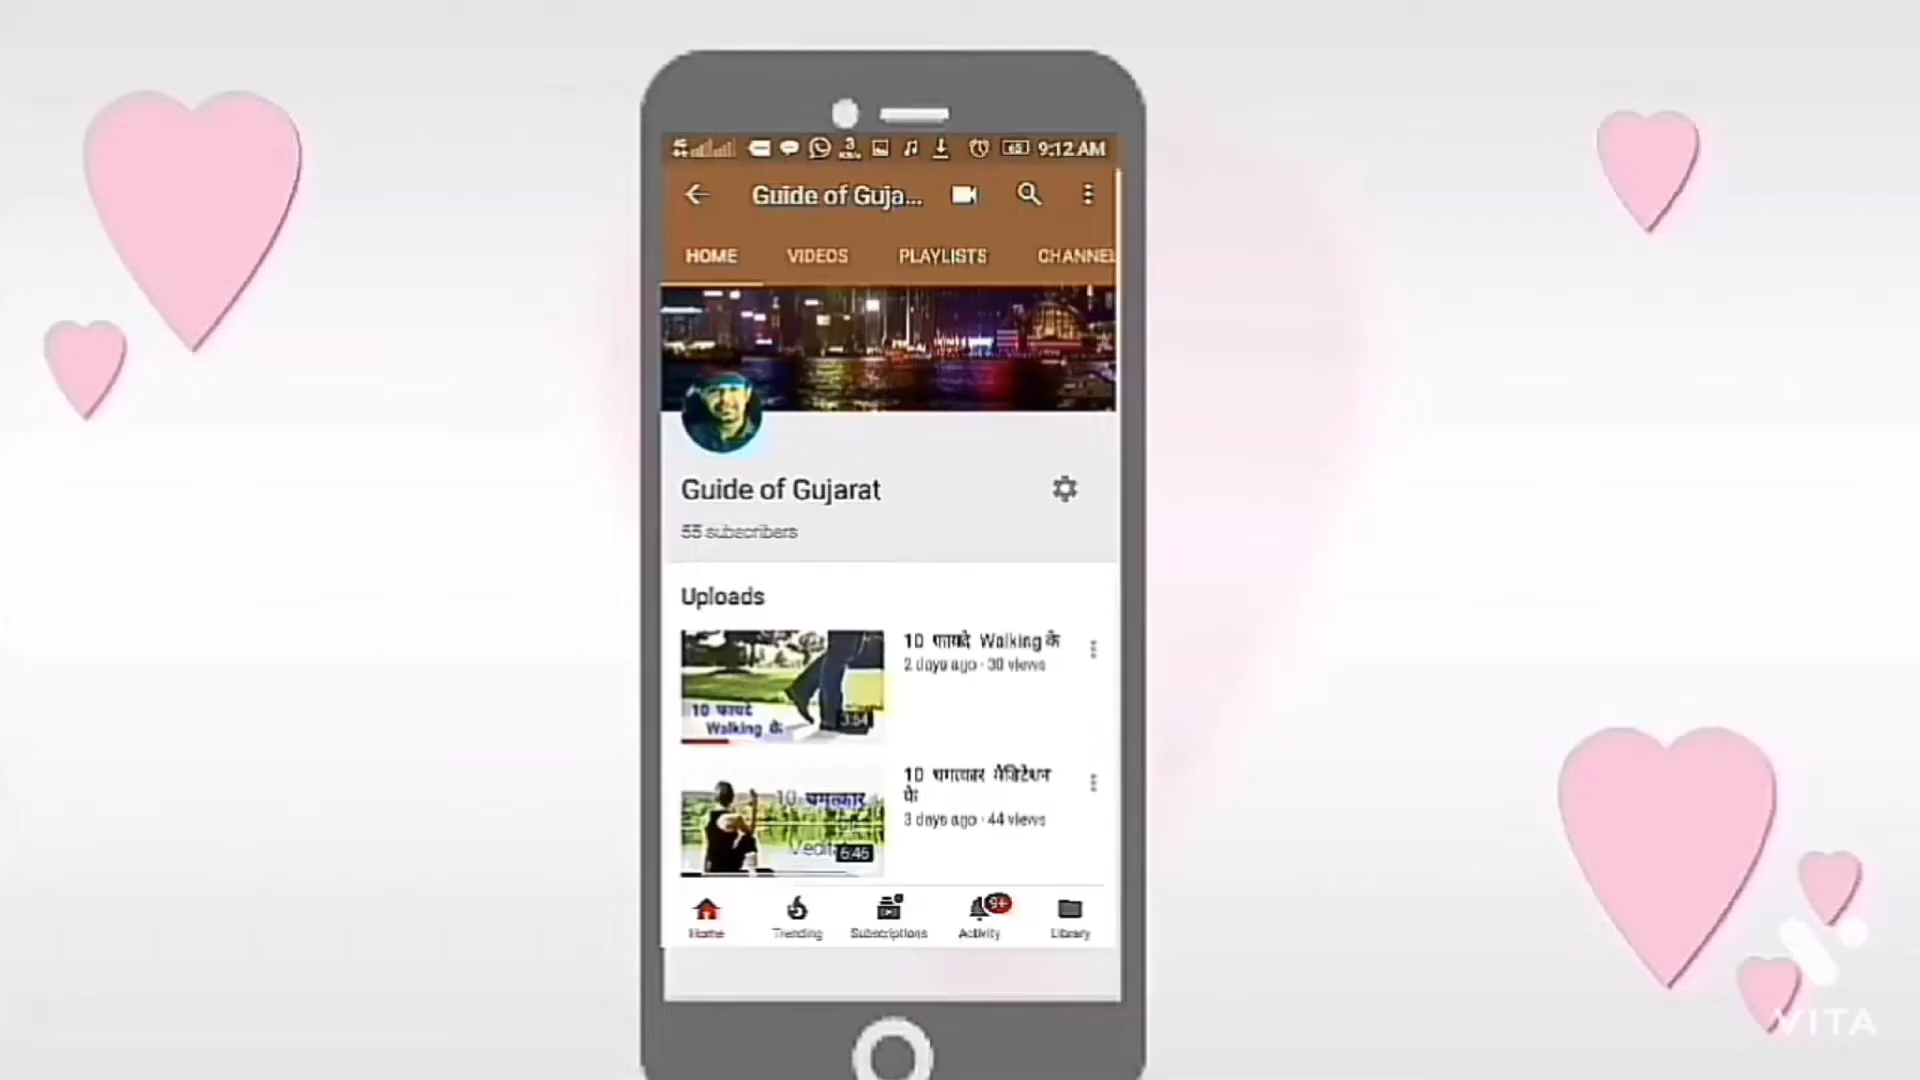 9:12 AM
Guide of Guja...
HOME VIDEOS PLAYLISTS CHANNEL
Guide of Gujarat
55 subscribers
Uploads
10 फायदे Walking के
2 days ago · 30 views
10 फायदे
Walking के
3:54
10 चमत्कार मेडिटेशन
के
3 days ago · 44 views
10 चमत्कार
6:46
9+
Home Trending Subscriptions Activity Library
VITA